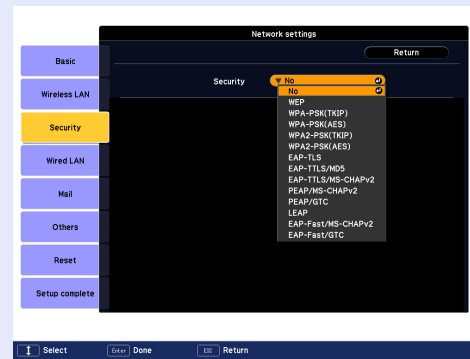 Network settings
Return
Basic
Wireless LAN
Security
Wired LAN
Mail
Others
Reset
Setup complete
Security
No
No
WEP
WPA-PSK(TKIP)
WPA-PSK(AES)
WPA2-PSK(TKIP)
WPA2-PSK(AES)
EAP-TLS
EAP-TTLS/MD5
EAP-TTLS/MS-CHAPv2
PEAP/MS-CHAPv2
PEAP/GTC
LEAP
EAP-Fast/MS-CHAPv2
EAP-Fast/GTC
Select Enter Done ESC Return